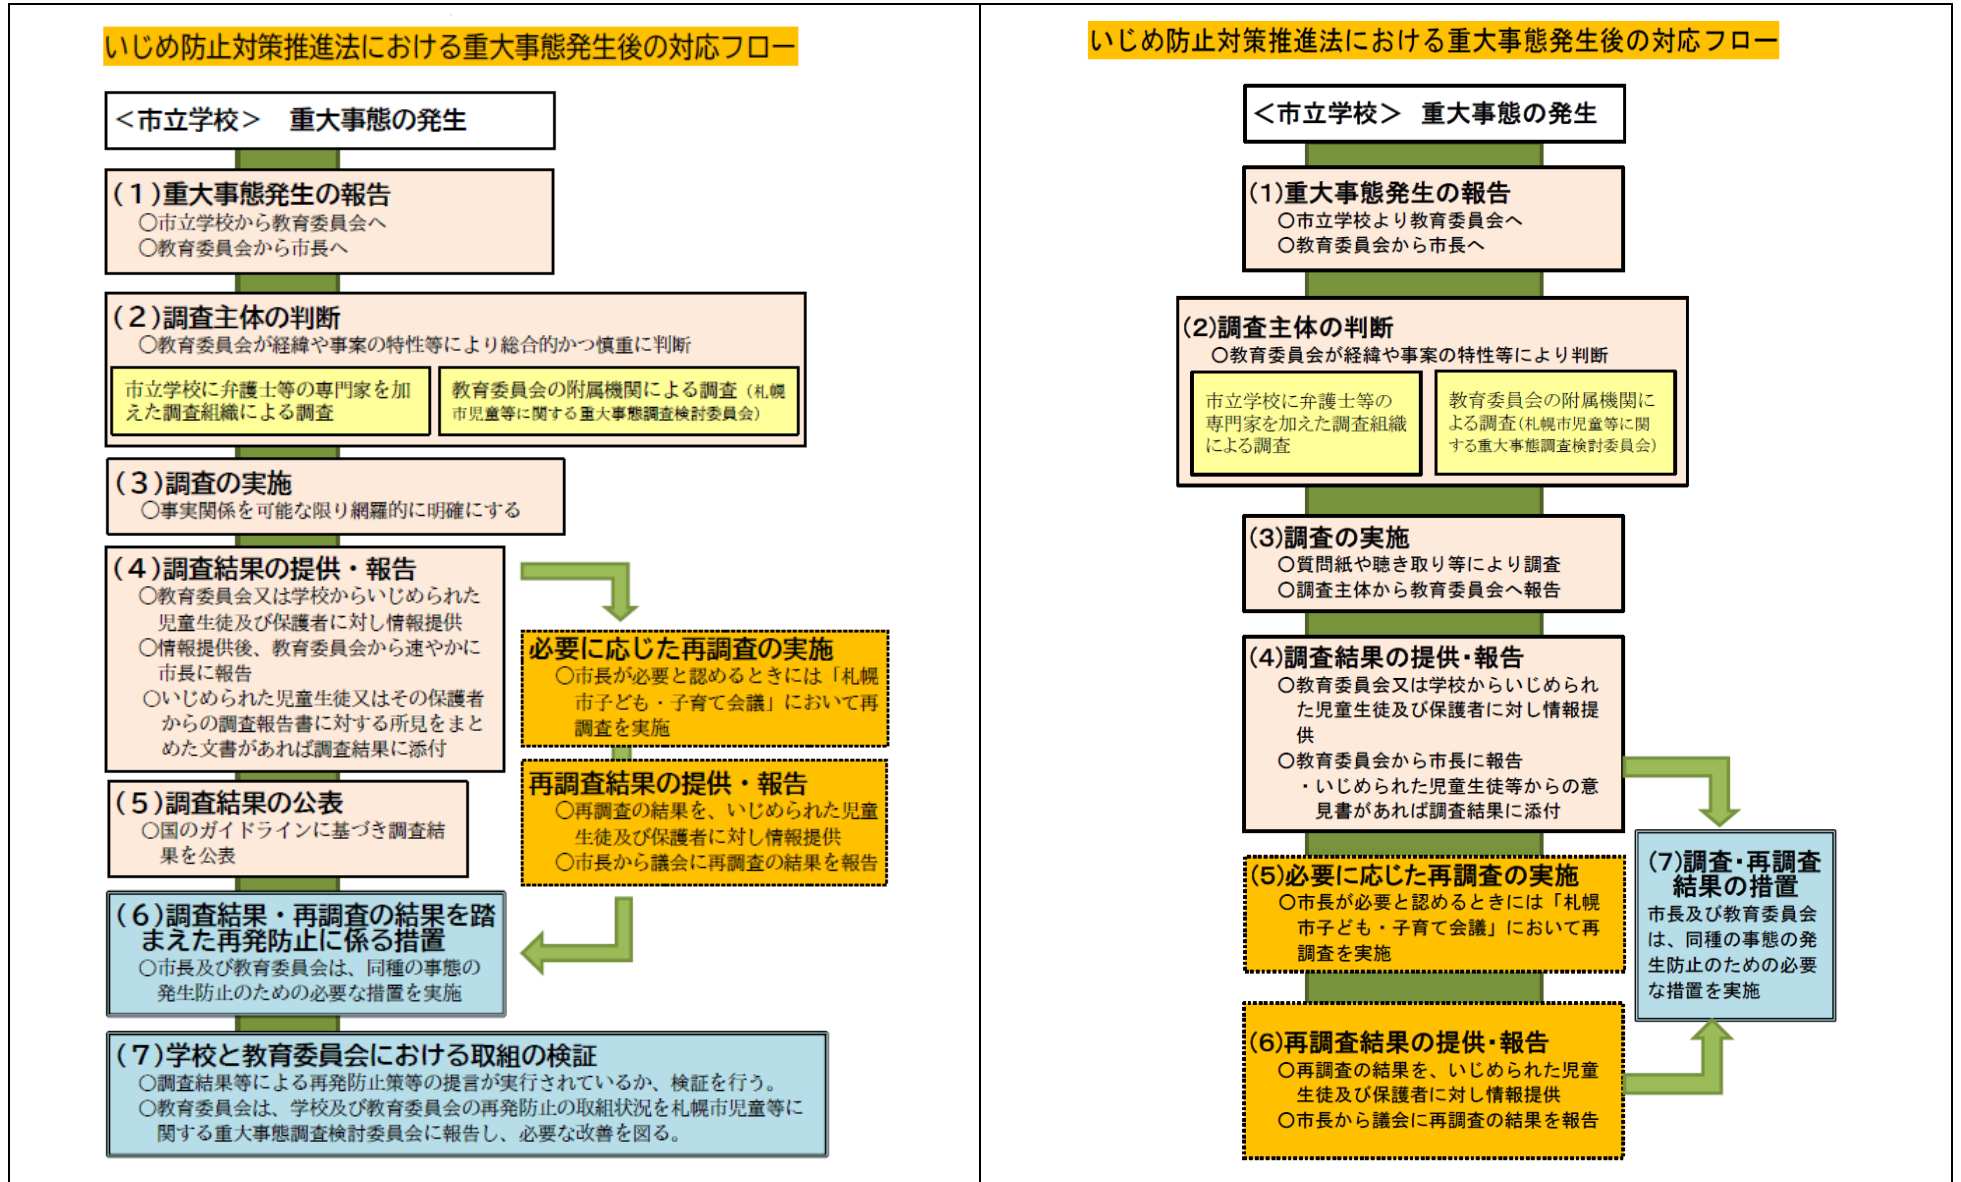 いじめ防止対策推進法における重大事態発生後の対応フロー
＜市立学校＞　重大事態の発生
(１)重大事態発生の報告
○市立学校から教育委員会へ
○教育委員会から市長へ
(２)調査主体の判断
○教育委員会が経緯や事案の特性等により総合的かつ慎重に判断
市立学校に弁護士等の専門家を加
えた調査組織による調査
教育委員会の附属機関による調査（札幌
市児童等に関する重大事態調査検討委員会）
(３)調査の実施
○事実関係を可能な限り網羅的に明確にする
(４)調査結果の提供・報告
○教育委員会又は学校からいじめられた
児童生徒及び保護者に対し情報提供
○情報提供後、教育委員会から速やかに
市長に報告
○いじめられた児童生徒又はその保護者
からの調査報告書に対する所見をまと
めた文書があれば調査結果に添付
必要に応じた再調査の実施
○市長が必要と認めるときには「札幌
市子ども・子育て会議」において再
調査を実施
再調査結果の提供・報告
○再調査の結果を、いじめられた児童
生徒及び保護者に対し情報提供
○市長から議会に再調査の結果を報告
(５)調査結果の公表
○国のガイドラインに基づき調査結
果を公表
(６)調査結果・再調査の結果を踏
まえた再発防止に係る措置
○市長及び教育委員会は、同種の事態の
発生防止のための必要な措置を実施
(７)学校と教育委員会における取組の検証
○調査結果等による再発防止策等の提言が実行されているか、検証を行う。
○教育委員会は、学校及び教育委員会の再発防止の取組状況を札幌市児童等に
関する重大事態調査検討委員会に報告し、必要な改善を図る。
いじめ防止対策推進法における重大事態発生後の対応フロー
＜市立学校＞　重大事態の発生
(1)重大事態発生の報告
○市立学校より教育委員会へ
○教育委員会から市長へ
(2)調査主体の判断
○教育委員会が経緯や事案の特性等により判断
市立学校に弁護士等の
専門家を加えた調査組織
による調査
教育委員会の附属機関に
よる調査（札幌市児童等に関
する重大事態調査検討委員会）
(3)調査の実施
○質問紙や聴き取り等により調査
○調査主体から教育委員会へ報告
(4)調査結果の提供・報告
○教育委員会又は学校からいじめられ
た児童生徒及び保護者に対し情報提
供
○教育委員会から市長に報告
・いじめられた児童生徒等からの意
見書があれば調査結果に添付
(5)必要に応じた再調査の実施
○市長が必要と認めるときには「札幌
市子ども・子育て会議」において再
調査を実施
(6)再調査結果の提供・報告
○再調査の結果を、いじめられた児童
生徒及び保護者に対し情報提供
○市長から議会に再調査の結果を報告
(7)調査・再調査
結果の措置
市長及び教育委員会
は、同種の事態の発
生防止のための必要
な措置を実施